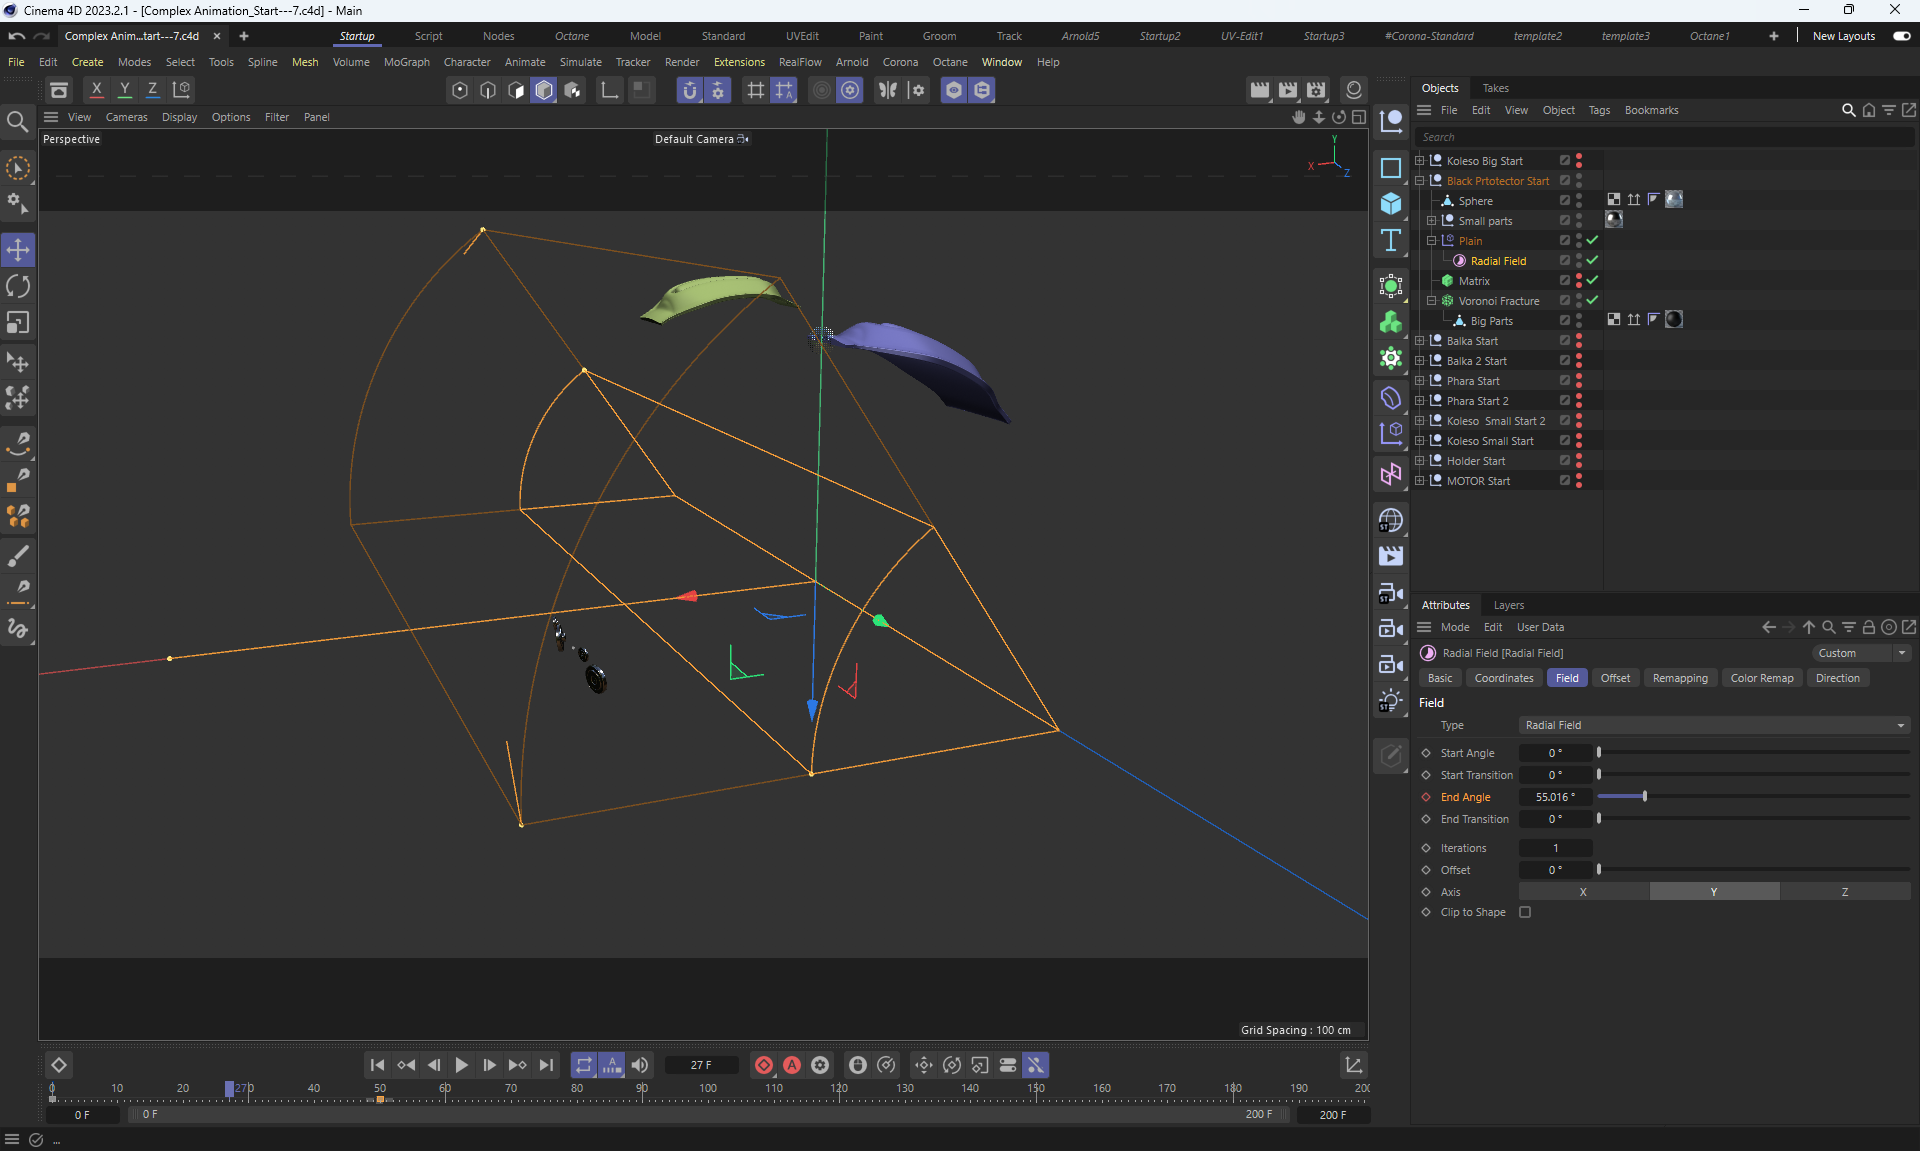 Cinema 4D 2023.2.1 - [Complex Animation_Start---7.c4d] - Main
Complex Anim...tart---7.c4d × +
Startup Script Nodes Octane Model Standard UVEdit Paint Groom Track Arnold5 Startup2 UV-Edit1 Startup3 #Corona-Standard template2 template3 Octane1 + New Layouts
File Edit Create Modes Select Tools Spline Mesh Volume MoGraph Character Animate Simulate Tracker Render Extensions RealFlow Arnold Corona Octane Window Help
X Y Z
Objects Takes
File Edit View Object Tags Bookmarks
View Cameras Display Options Filter Panel
Perspective
Default Camera
Y
X
Z
Search
Koleso Big Start
Black Prtotector Start
Sphere
Small parts
Plain
Radial Field
Matrix
Voronoi Fracture
Big Parts
Balka Start
Balka 2 Start
Phara Start
Phara Start 2
Koleso Small Start 2
Koleso Small Start
Holder Start
MOTOR Start
ST
ST
ST
Attributes Layers
Mode Edit User Data
Radial Field [Radial Field] Custom
Basic Coordinates Field Offset Remapping Color Remap Direction
Field
Type Radial Field
Start Angle 0 °
Start Transition 0 °
End Angle 55.016 °
End Transition 0 °
Iterations 1
Offset 0 °
Axis X Y Z
Clip to Shape
Grid Spacing : 100 cm
27 F
0 10 20 27 30 40 50 60 70 80 90 100 110 120 130 140 150 160 170 180 190 200
0 F 0 F 200 F 200 F
...